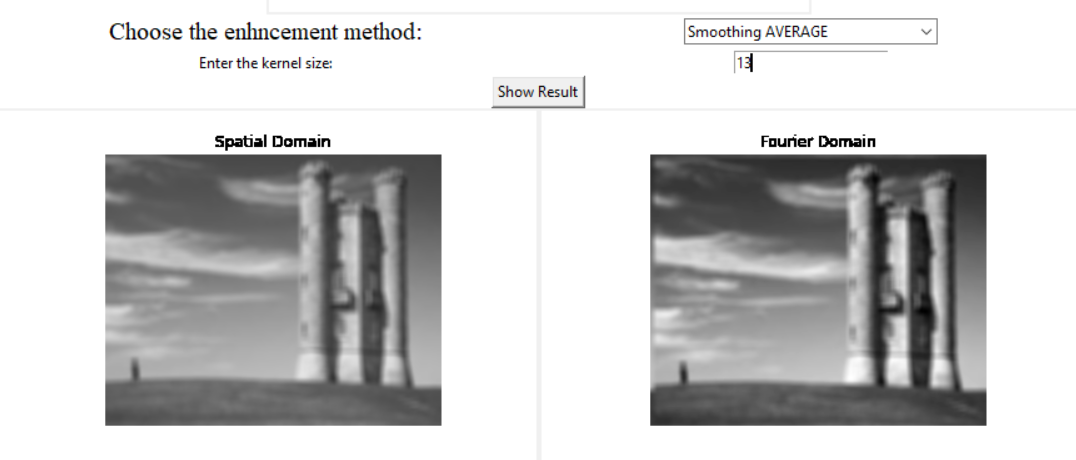 Choose the enhncement method:
Smoothing AVERAGE
Enter the kernel size:
13
Show Result
Spatial Domain
Fourier Domain